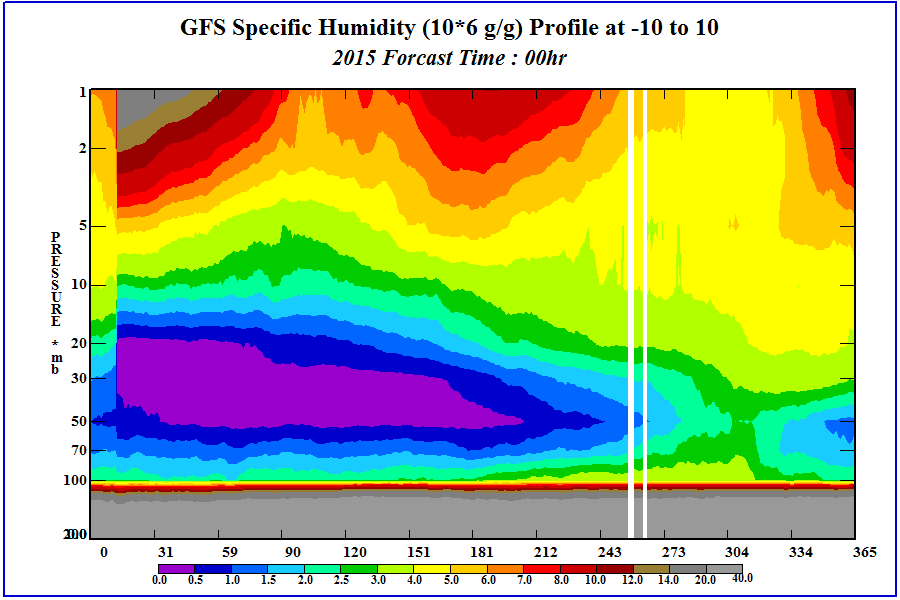 GFS Specific Humidity (10*6 g/g) Profile at -10 to 10
2015 Forcast Time : 00hr
PRESSURE * mb
1
2
5
10
20
30
50
70
100
0 31 59 90 120 151 181 212 243 273 304 334 365
0.0 0.5 1.0 1.5 2.0 2.5 3.0 4.0 5.0 6.0 7.0 8.0 10.0 12.0 14.0 20.0 40.0